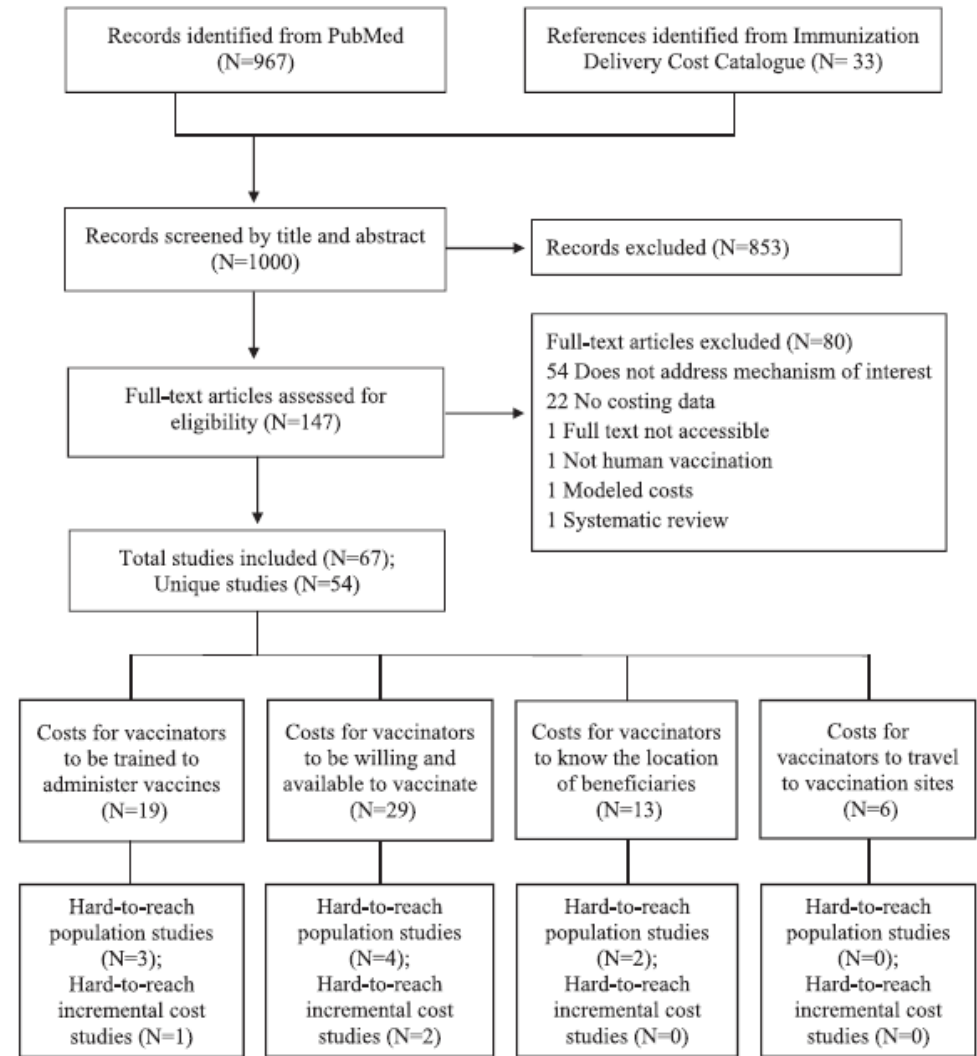 Records identified from PubMed
(N=967)
References identified from Immunization
Delivery Cost Catalogue (N= 33)
Records screened by title and abstract
(N=1000)
Records excluded (N=853)
Full-text articles assessed for
eligibility (N=147)
Full-text articles excluded (N=80)
54 Does not address mechanism of interest
22 No costing data
1 Full text not accessible
1 Not human vaccination
1 Modeled costs
1 Systematic review
Total studies included (N=67);
Unique studies (N=54)
Costs for vaccinators
to be trained to
administer vaccines
(N=19)
Costs for vaccinators
to be willing and
available to vaccinate
(N=29)
Costs for vaccinators
to know the location
of beneficiaries
(N=13)
Costs for
vaccinators to travel
to vaccination sites
(N=6)
Hard-to-reach
population studies
(N=3);
Hard-to-reach
incremental cost
studies (N=1)
Hard-to-reach
population studies
(N=4);
Hard-to-reach
incremental cost
studies (N=2)
Hard-to-reach
population studies
(N=2);
Hard-to-reach
incremental cost
studies (N=0)
Hard-to-reach
population studies
(N=0);
Hard-to-reach
incremental cost
studies (N=0)